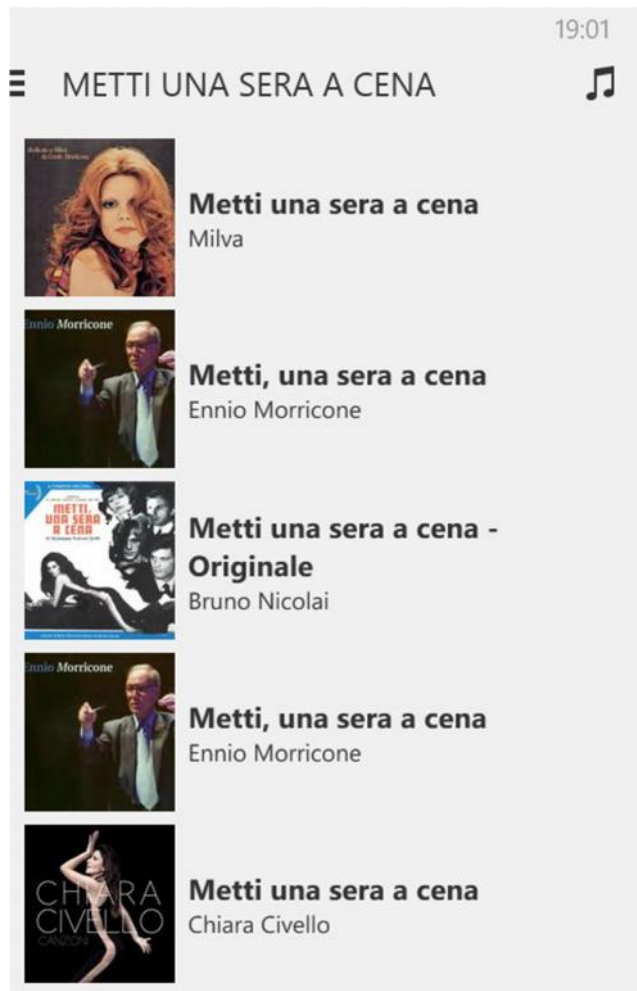 19:01
METTI UNA SERA A CENA
Metti una sera a cena
Milva
Ennio Morricone
Metti, una sera a cena
Ennio Morricone
METTI,
UNA SERA
A CENA
Metti una sera a cena -
Originale
Bruno Nicolai
Ennio Morricone
Metti, una sera a cena
Ennio Morricone
CHIARA
CIVELLO
CANZONI
Metti una sera a cena
Chiara Civello